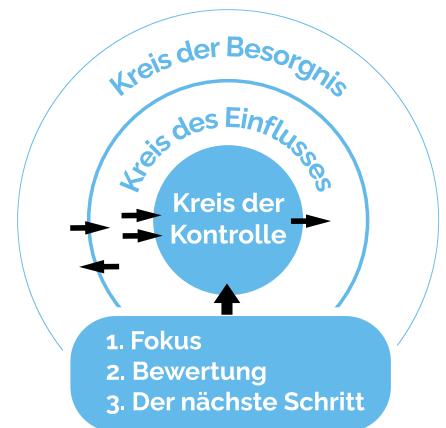 Kreis der Besorgnis
Kreis des Einflusses
Kreis der
Kontrolle
1. Fokus
2. Bewertung
3. Der nächste Schritt